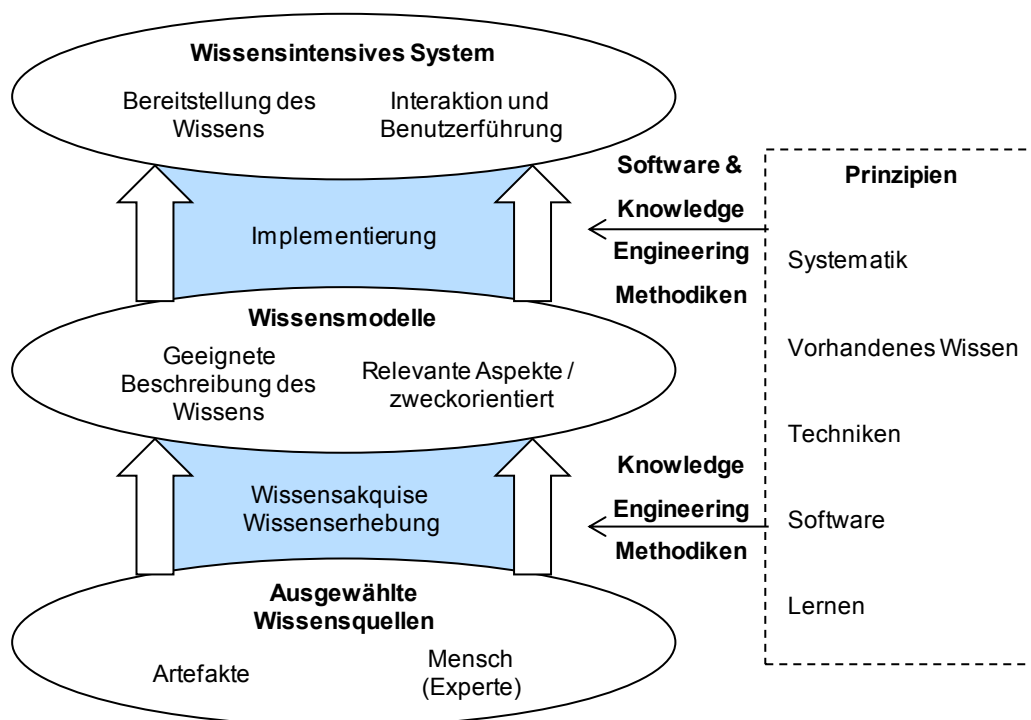 Wissensintensives System
Bereitstellung des
Wissens
Interaktion und
Benutzerführung
Implementierung
Wissensmodelle
Geeignete
Beschreibung des
Wissens
Relevante Aspekte /
zweckorientiert
Wissensakquise
Wissenserhebung
Ausgewählte
Wissensquellen
Artefakte
Mensch
(Experte)
Software &
Knowledge
Engineering
Methodiken
Knowledge
Engineering
Methodiken
Prinzipien
Systematik
Vorhandenes Wissen
Techniken
Software
Lernen